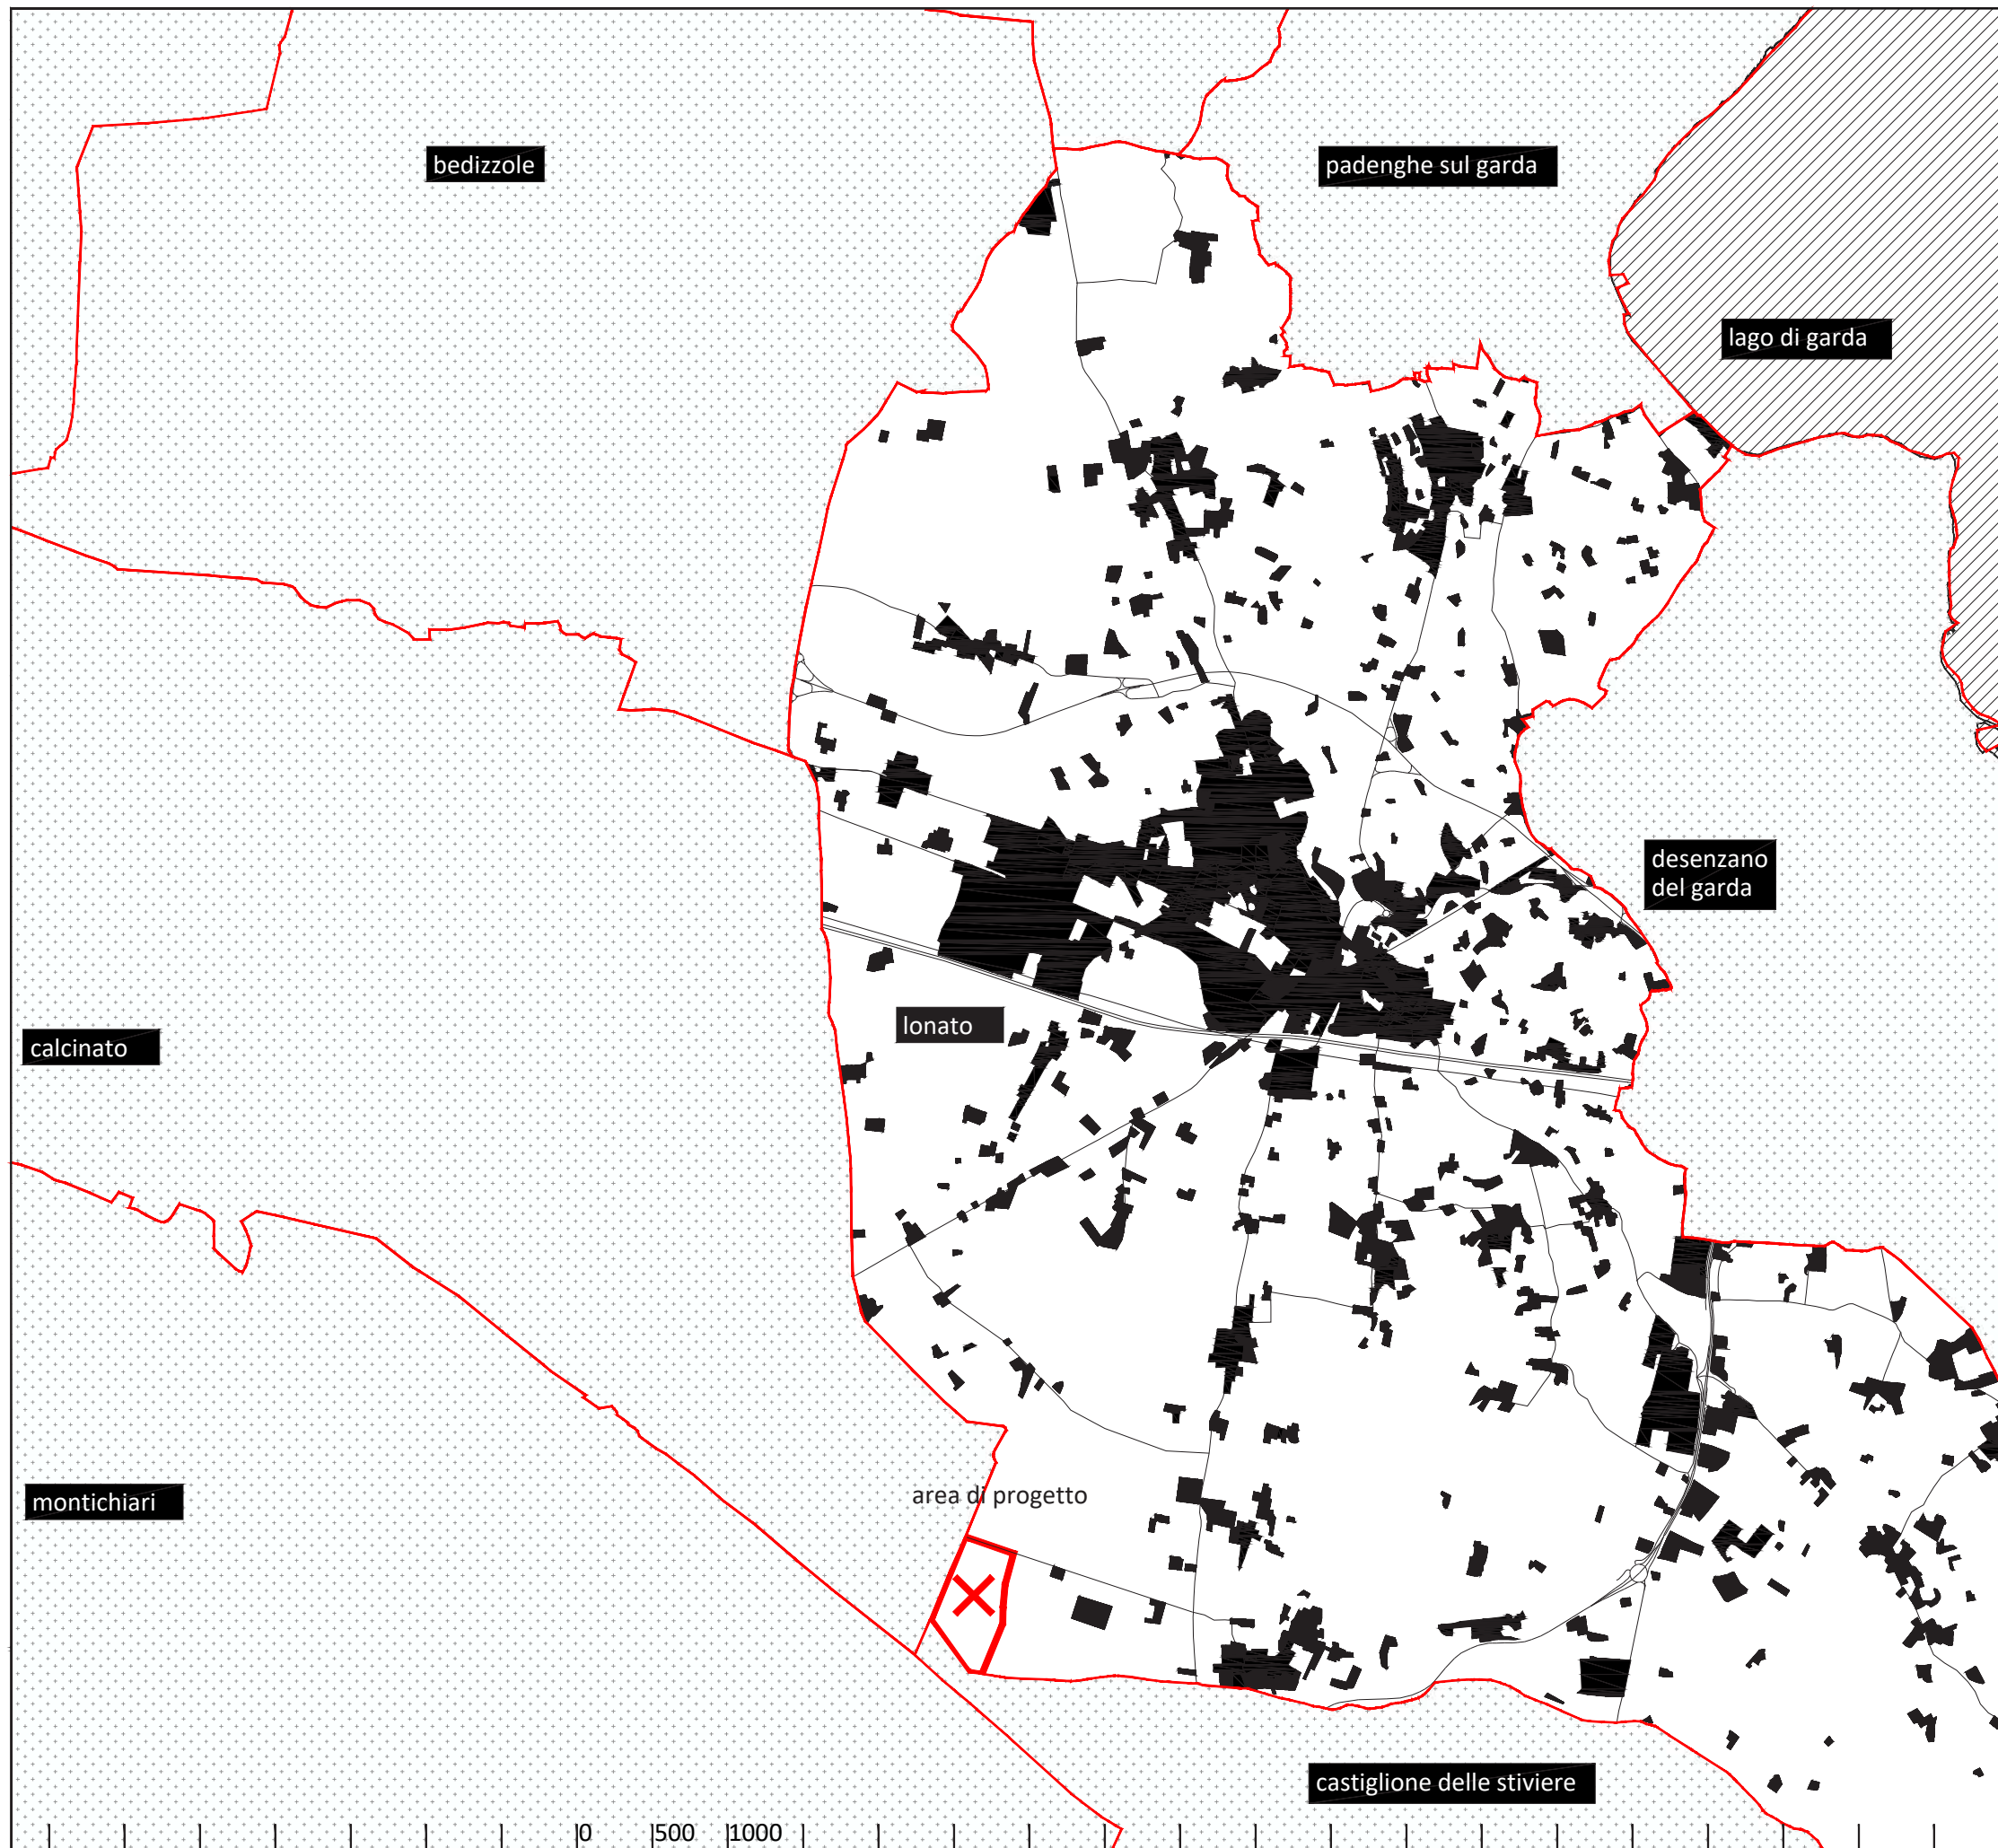 bedizzole
padenghe sul garda
lago di garda
desenzano
del garda
lonato
calcinato
area di progetto
montichiari
castiglione delle stiviere
0 500 1000